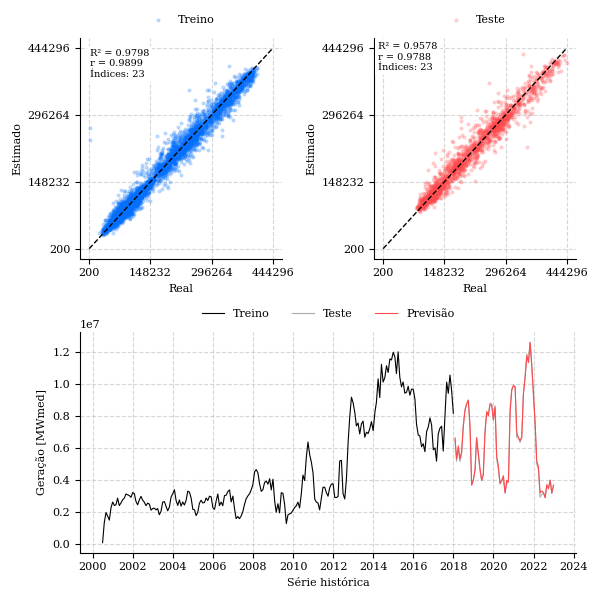 Treino
Teste
R² = 0.9798
r = 0.9899
Índices: 23
R² = 0.9578
r = 0.9788
Índices: 23
444296
296264
148232
200
Estimado
200 148232 296264 444296
Real
444296
296264
148232
200
Estimado
200 148232 296264 444296
Real
Treino Teste Previsão
1e7
1.2
1.0
0.8
0.6
0.4
0.2
0.0
Geração [MWmed]
2000 2002 2004 2006 2008 2010 2012 2014 2016 2018 2020 2022 2024
Série histórica